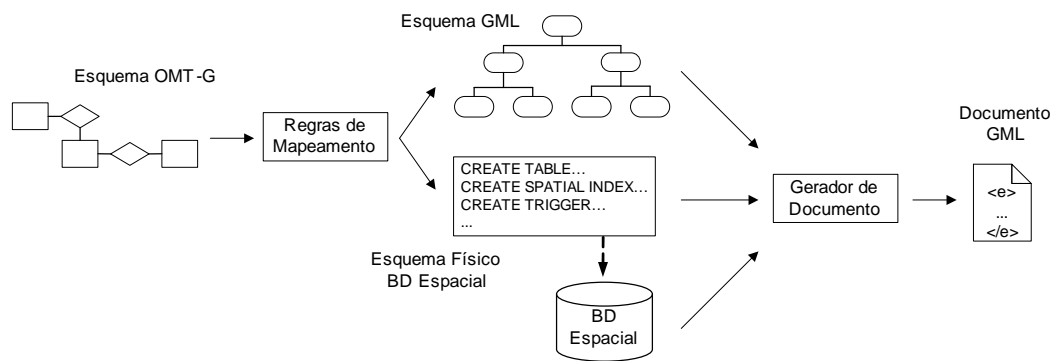 Esquema GML
Esquema OMT-G
Regras de
Mapeamento
CREATE TABLE...
CREATE SPATIAL INDEX...
CREATE TRIGGER...
...
Esquema Físico
BD Espacial
BD
Espacial
Gerador de
Documento
Documento
GML
<e>
...
</e>